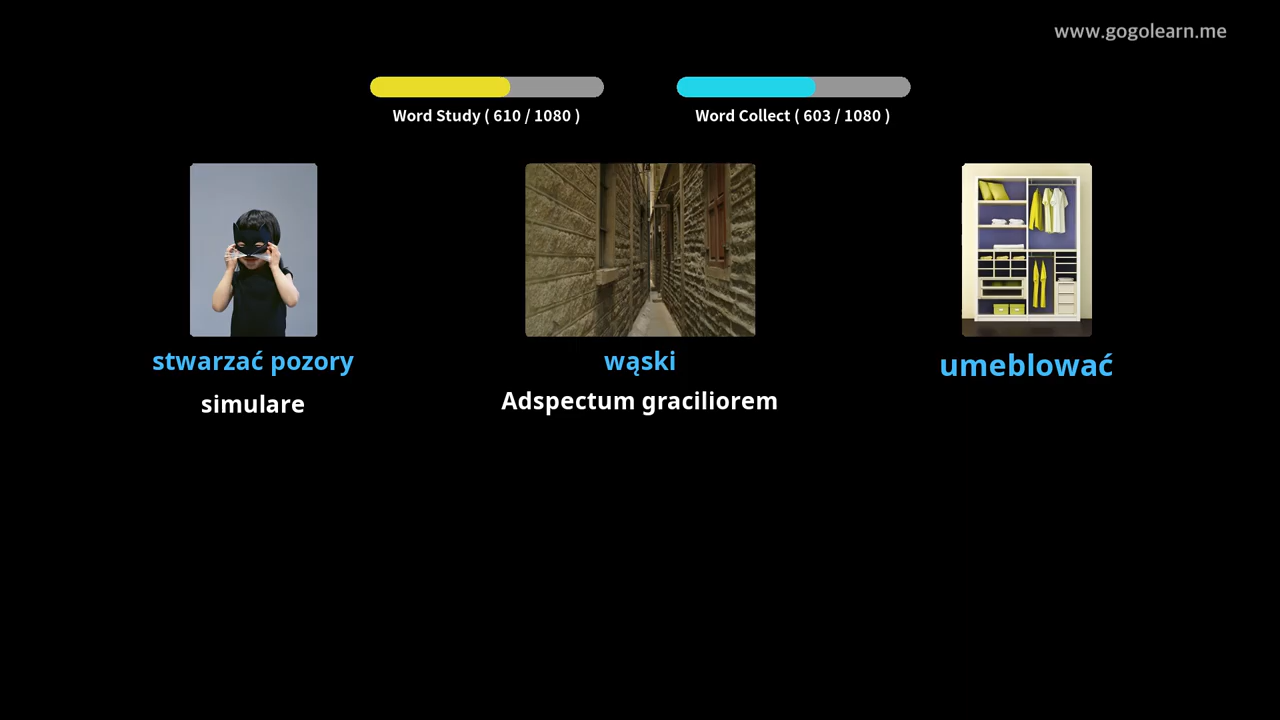 www.gogolearn.me
Word Study ( 610 / 1080 )
Word Collect ( 603 / 1080 )
stwarzać pozory
simulare
wąski
Adspectum graciliorem
umeblować